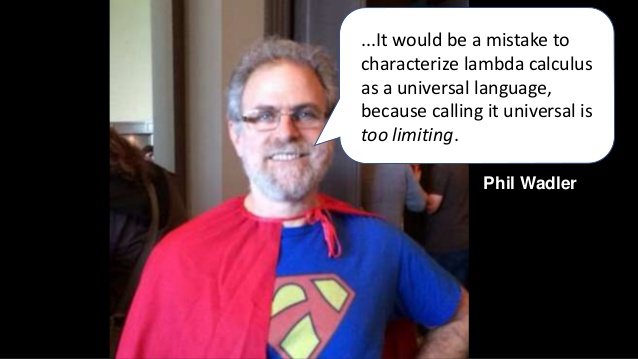 ...It would be a mistake to
characterize lambda calculus
as a universal language,
because calling it universal is
too limiting.
Phil Wadler